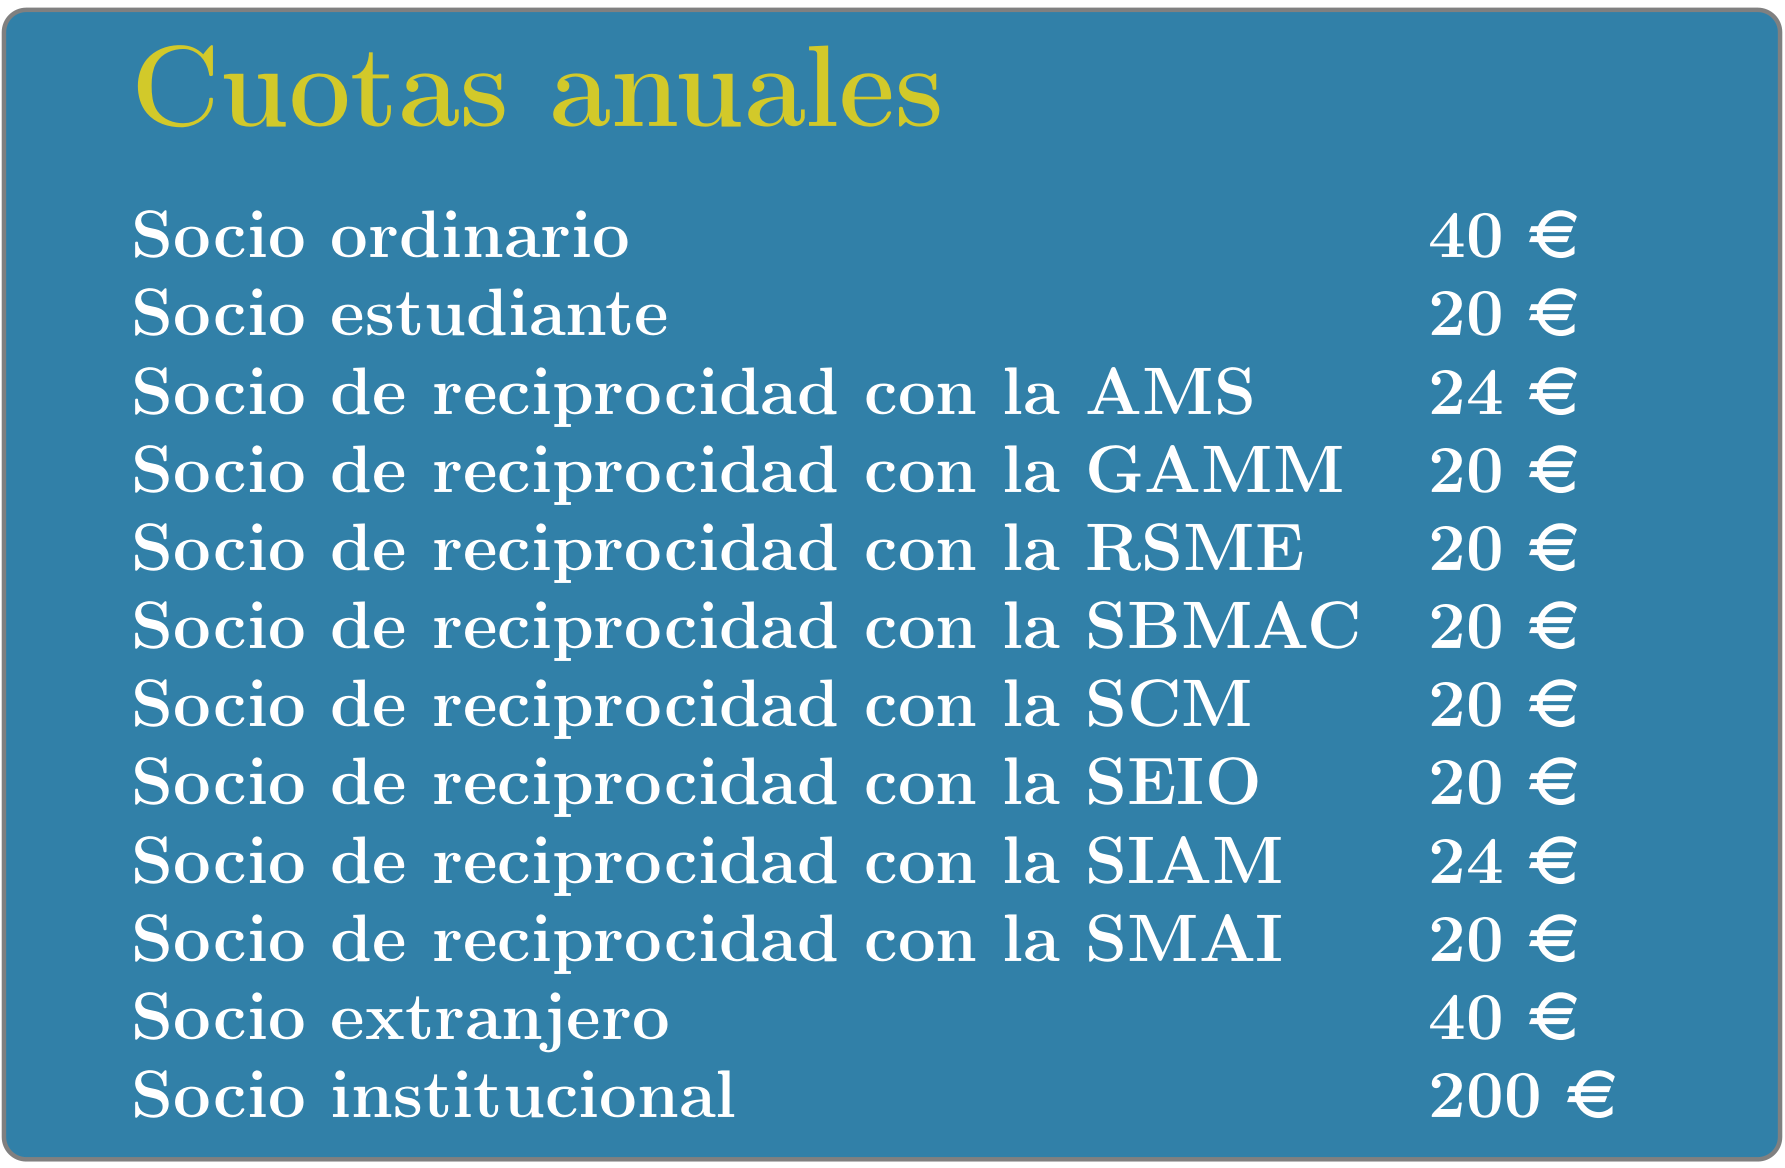 Cuotas anuales
Socio ordinario 40 €
Socio estudiante 20 €
Socio de reciprocidad con la AMS 24 €
Socio de reciprocidad con la GAMM 20 €
Socio de reciprocidad con la RSME 20 €
Socio de reciprocidad con la SBMAC 20 €
Socio de reciprocidad con la SCM 20 €
Socio de reciprocidad con la SEIO 20 €
Socio de reciprocidad con la SIAM 24 €
Socio de reciprocidad con la SMAI 20 €
Socio extranjero 40 €
Socio institucional 200 €